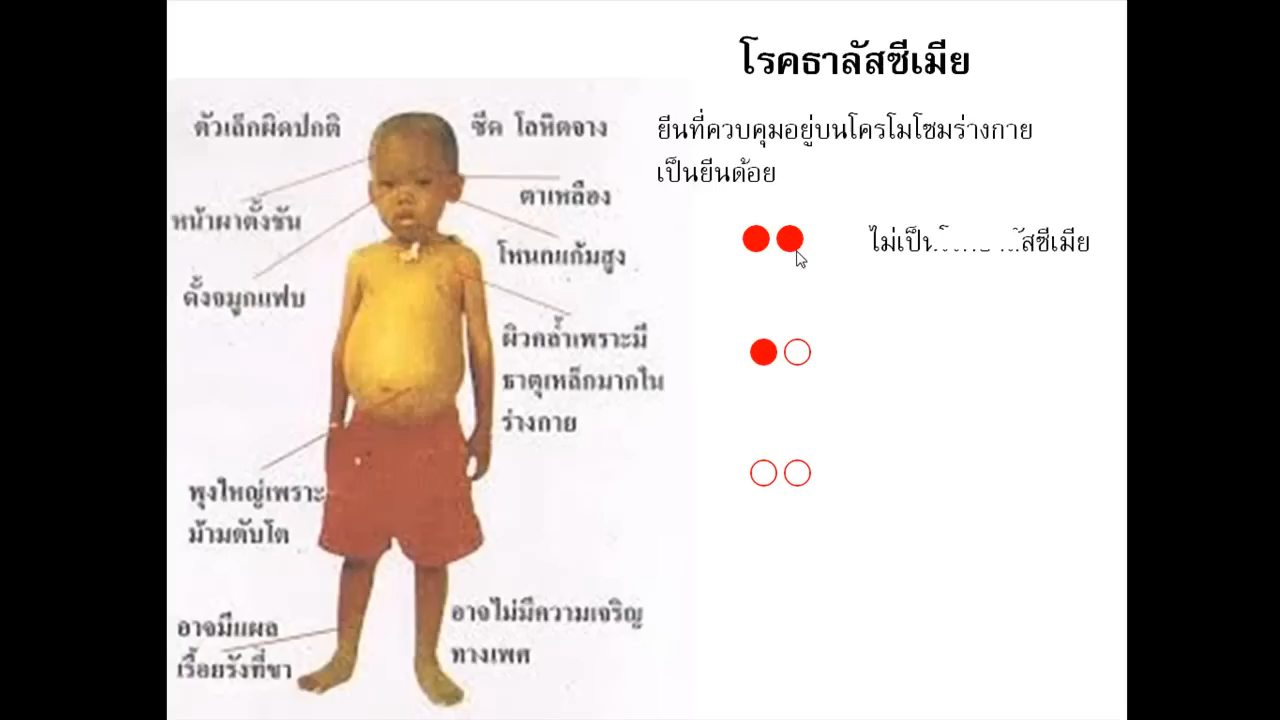 โรคธาลัสซีเมีย
ยีนที่ควบคุมอยู่บนโครโมโซมร่างกาย
เป็นยีนด้อย
ไม่เป็น
ตัวเล็กผิดปกติ
ซีด โลหิตจาง
หน้าผาตั้งชัน
ตาเหลือง
โหนกแก้มสูง
ดั้งจมูกแฟบ
ผิวคล้ำเพราะมี
ธาตุเหล็กมากใน
ร่างกาย
พุงใหญ่เพราะ
ม้ามตับโต
อาจมีแผล
เรื้อยรังที่ขา
อาจไม่มีความเจริญ
ทางเพศ